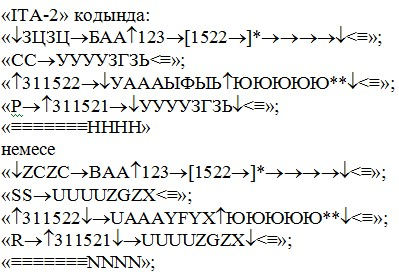 «ITA-2» кодында:
«↓ЗЦЗЦ→БАА↑123→[1522→]*→→→→↓<≡»;
«СС→УУУУЗГЗЬ<≡»;
«↑311522→↓УАААЫФЫЬ↑ЮЮЮЮЮ**↓<≡»;
«Р→↑311521→↓УУУУЗГЗЬ↓<≡»;
«≡≡≡≡≡≡≡НННН»
немесе
«↓ZCZC→BAA↑123→[1522→]*→→→→↓<≡»;
«SS→UUUUZGZX<≡»;
«↑311522↓→UAAAYFYX↑ЮЮЮЮЮ**↓<≡»;
«R→↑311521↓→UUUUZGZX↓<≡»;
«≡≡≡≡≡≡≡NNNN»;